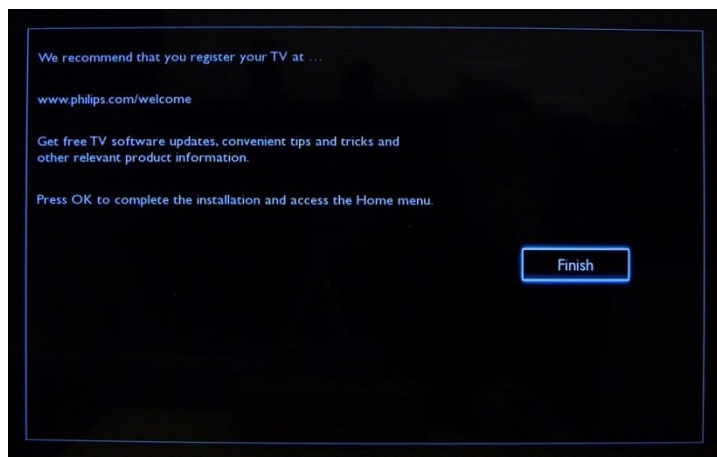 We recommend that you register your TV at ...
www.philips.com/welcome
Get free TV software updates, convenient tips and tricks and
other relevant product information.
Press OK to complete the installation and access the Home menu.
Finish